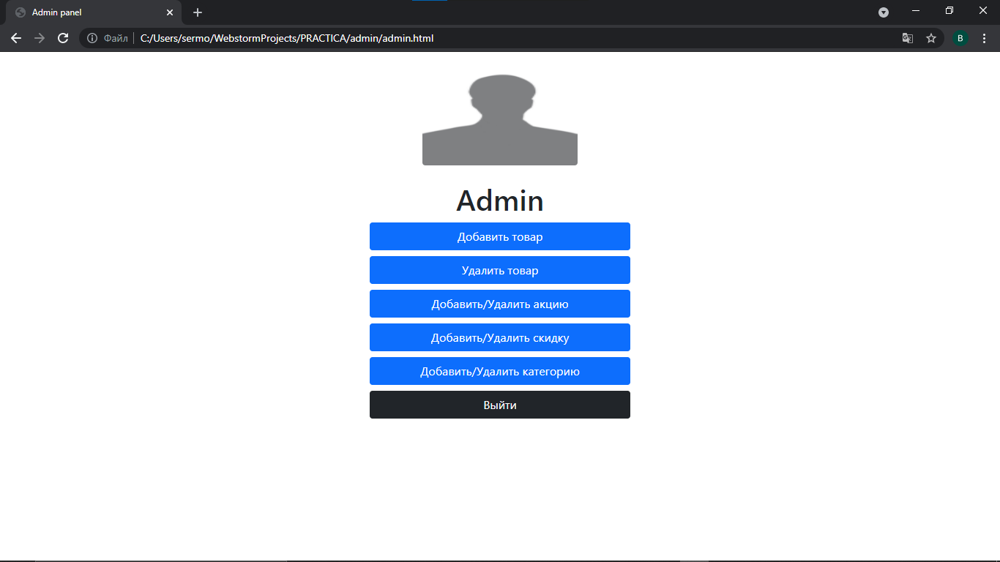 Admin panel
Файл C:/Users/sermo/WebstormProjects/PRACTICA/admin/admin.html
B
Admin
Добавить товар
Удалить товар
Добавить/Удалить акцию
Добавить/Удалить скидку
Добавить/Удалить категорию
Выйти